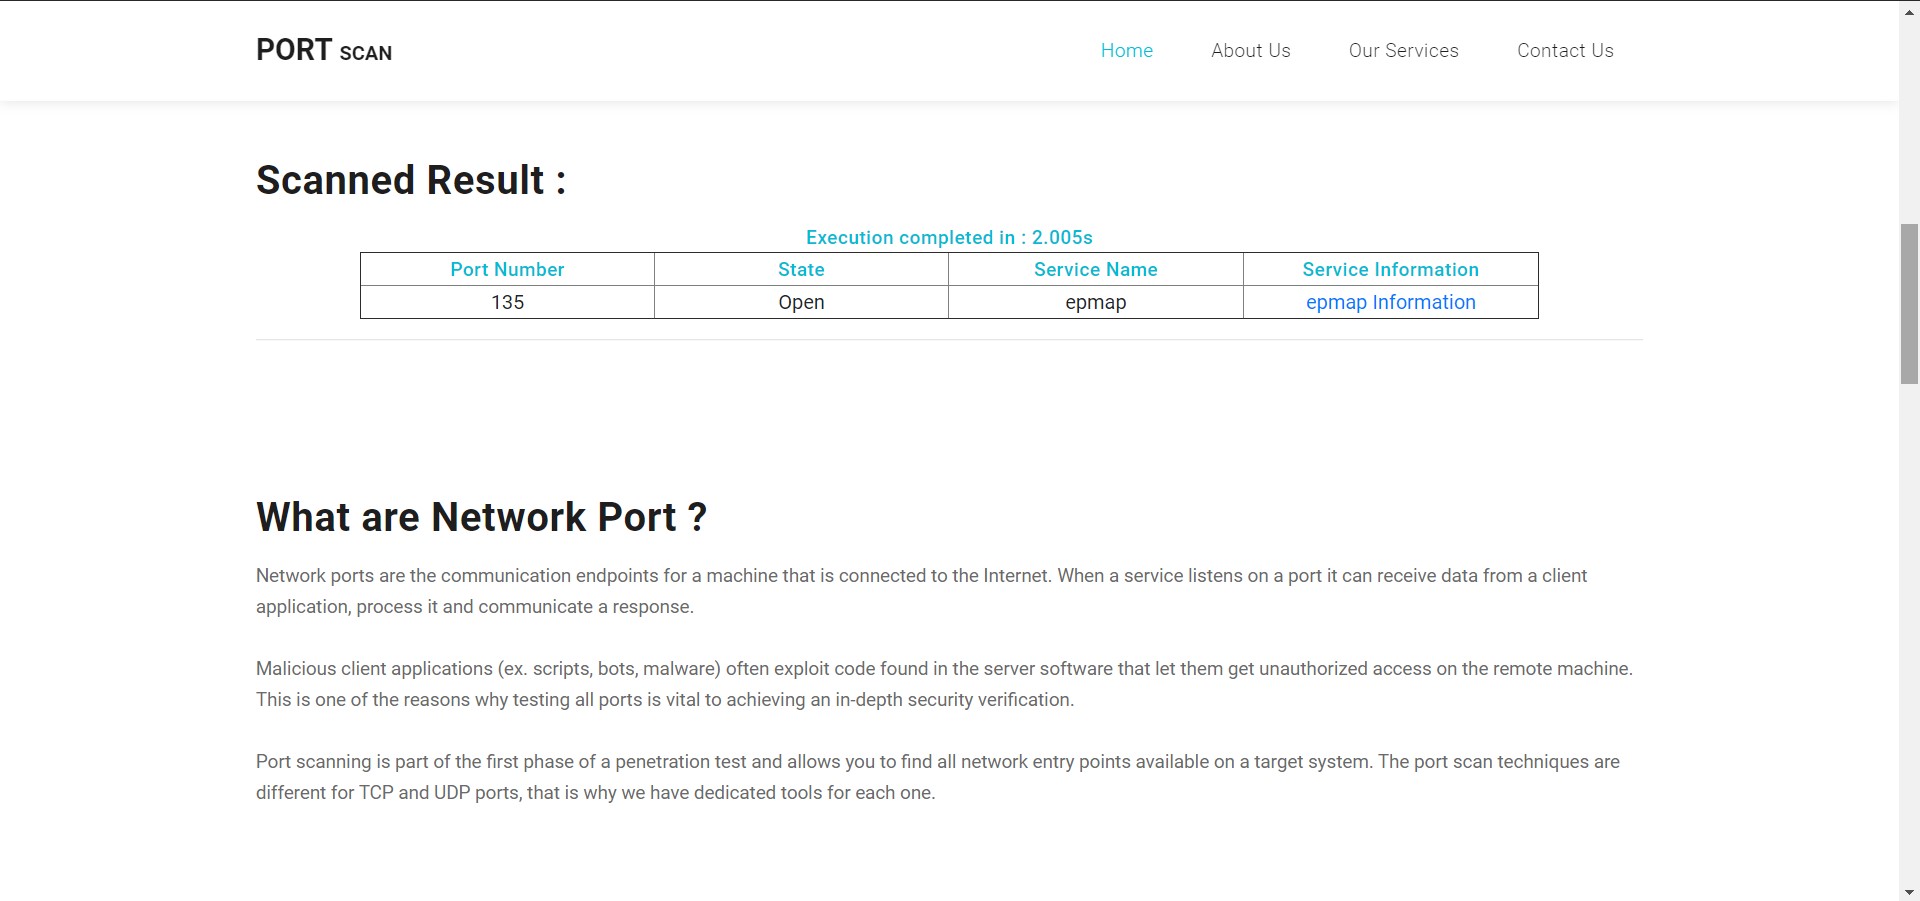 PORT SCAN
Home About Us Our Services Contact Us
Scanned Result :
Execution completed in : 2.005s
Port Number State Service Name Service Information
135 Open epmap epmap Information
What are Network Port ?
Network ports are the communication endpoints for a machine that is connected to the Internet. When a service listens on a port it can receive data from a client
application, process it and communicate a response.
Malicious client applications (ex. scripts, bots, malware) often exploit code found in the server software that let them get unauthorized access on the remote machine.
This is one of the reasons why testing all ports is vital to achieving an in-depth security verification.
Port scanning is part of the first phase of a penetration test and allows you to find all network entry points available on a target system. The port scan techniques are
different for TCP and UDP ports, that is why we have dedicated tools for each one.